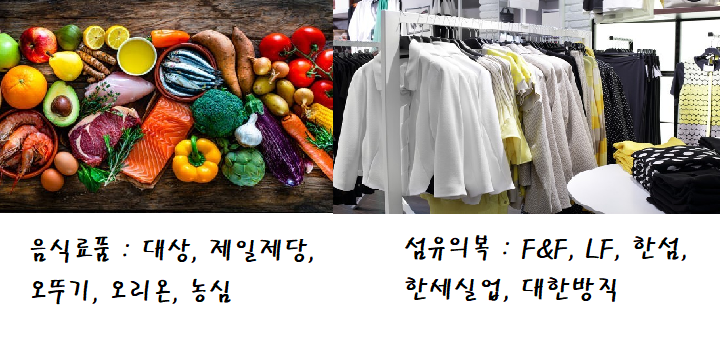 음식료품 : 대상, 제일제당,
오뚜기, 오리온, 농심
섬유의복 : F&F, LF, 한섬,
한세실업, 대한방직